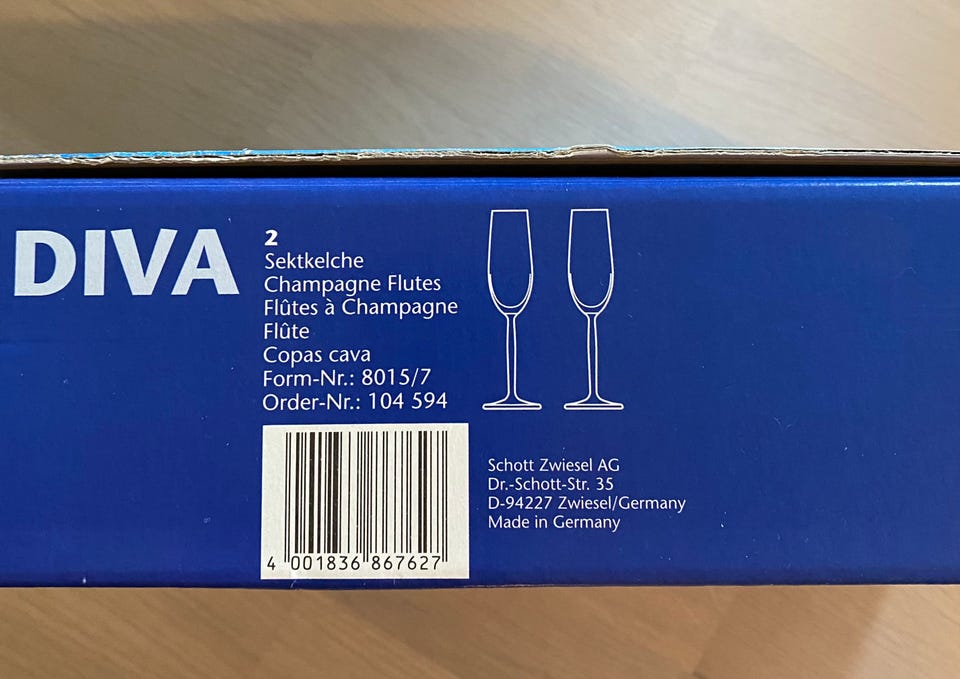 DIVA
2
Sektkelche
Champagne Flutes
Flûtes à Champagne
Flûte
Copas cava
Form-Nr.: 8015/7
Order-Nr.: 104 594
4 001836 867627
Schott Zwiesel AG
Dr.-Schott-Str. 35
D-94227 Zwiesel/Germany
Made in Germany